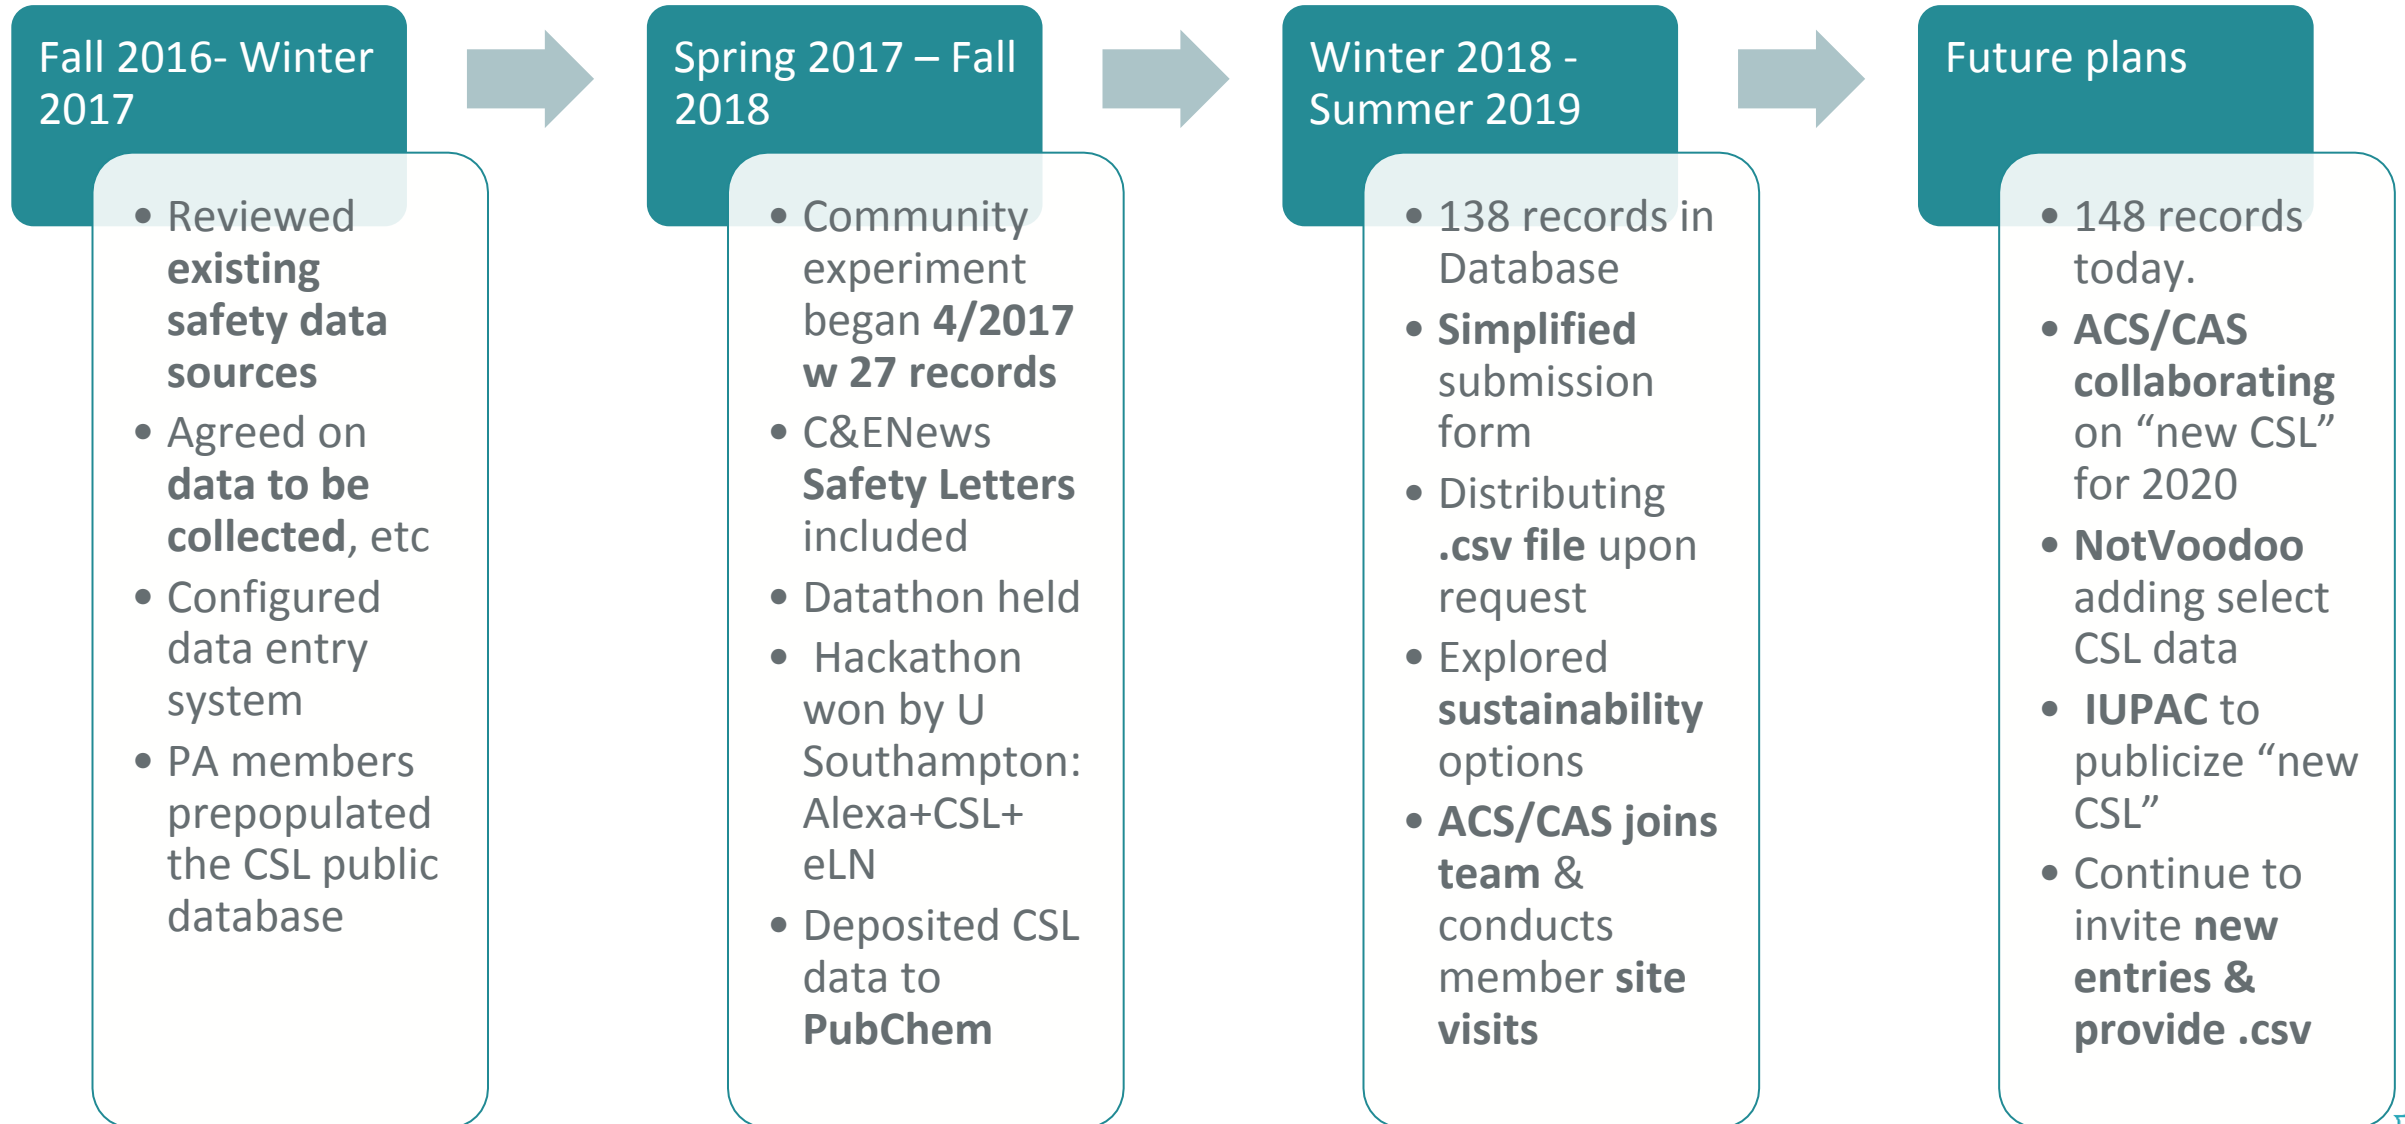 Fall 2016- Winter
2017
• Reviewed
existing
safety data
sources
• Agreed on
data to be
collected, etc
• Configured
data entry
system
• PA members
prepopulated
the CSL public
database
Spring 2017 – Fall
2018
• Community
experiment
began 4/2017
w 27 records
• C&ENews
Safety Letters
included
• Datathon held
• Hackathon
won by U
Southampton:
Alexa+CSL+
eLN
• Deposited CSL
data to
PubChem
Winter 2018 -
Summer 2019
• 138 records in
Database
• Simplified
submission
form
• Distributing
.csv file upon
request
• Explored
sustainability
options
• ACS/CAS joins
team &
conducts
member site
visits
Future plans
• 148 records
today.
• ACS/CAS
collaborating
on “new CSL”
for 2020
• NotVoodoo
adding select
CSL data
• IUPAC to
publicize “new
CSL”
• Continue to
invite new
entries &
provide .csv